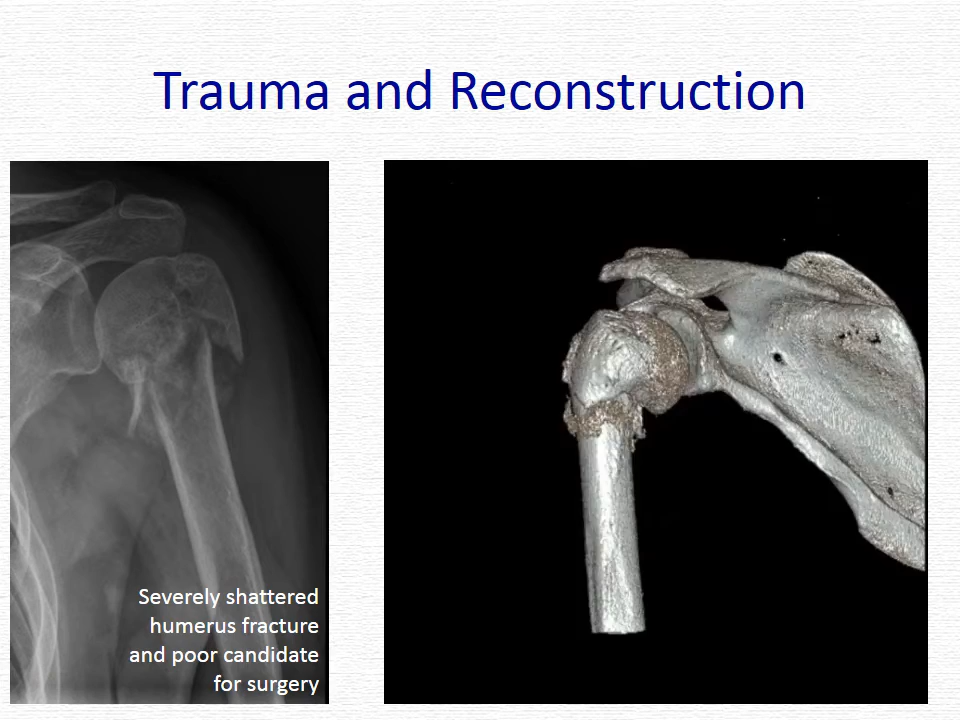 Trauma and Reconstruction
Severely shattered
humerus fracture
and poor candidate
for surgery